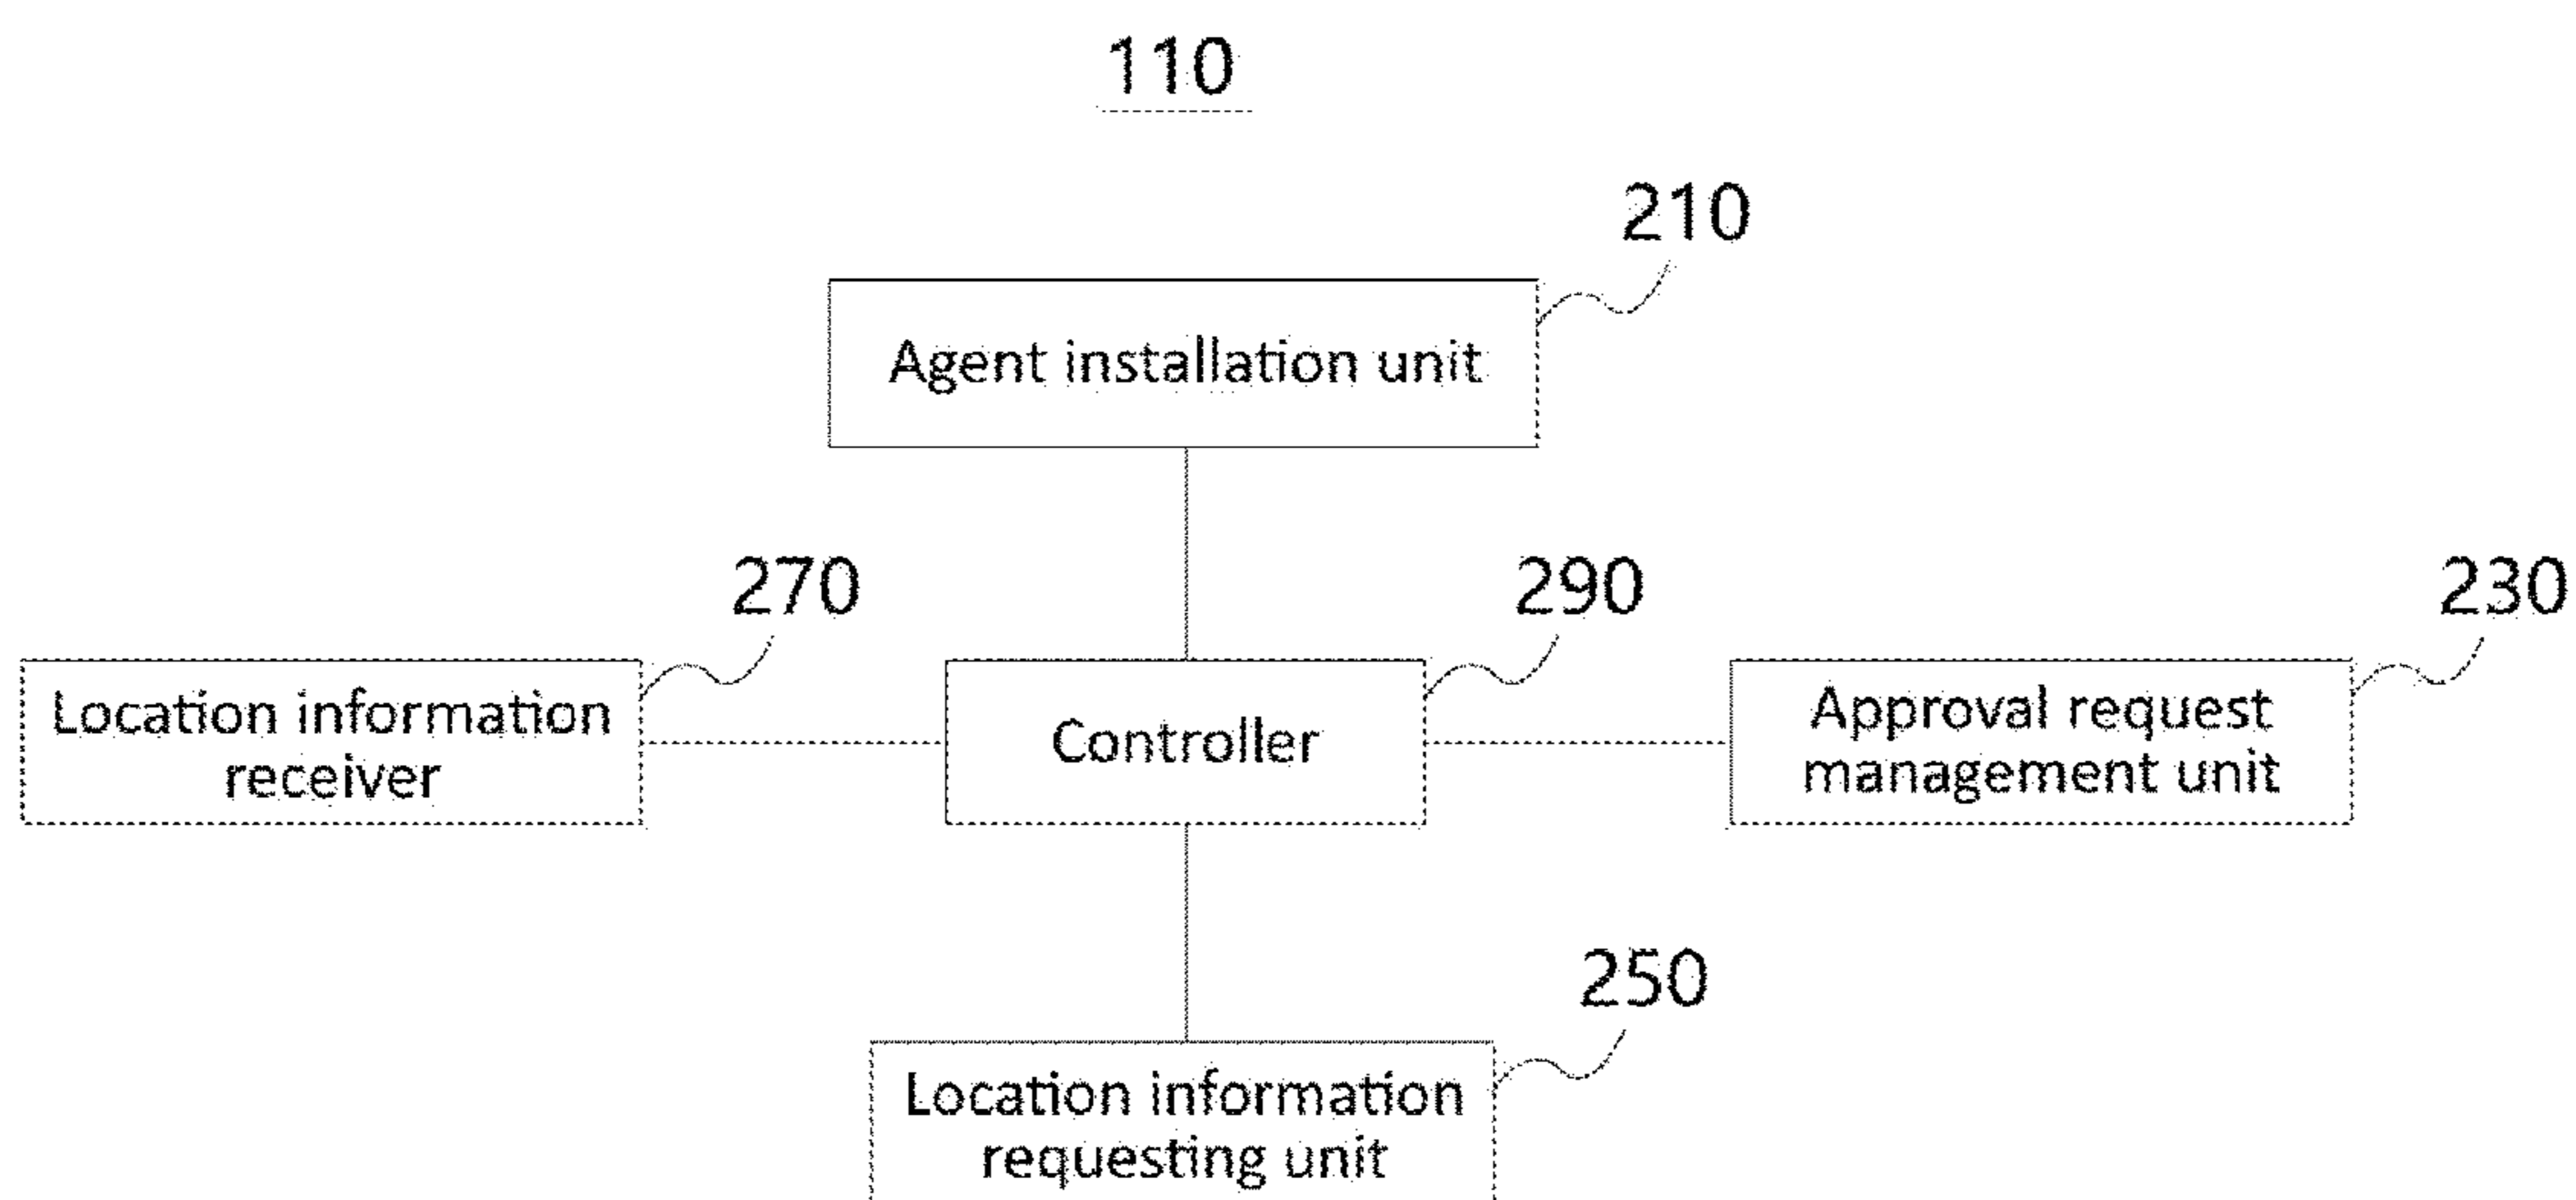 110
210
Agent installation unit
270
290
230
Location information
receiver
Controller
Approval request
management unit
250
Location information
requesting unit